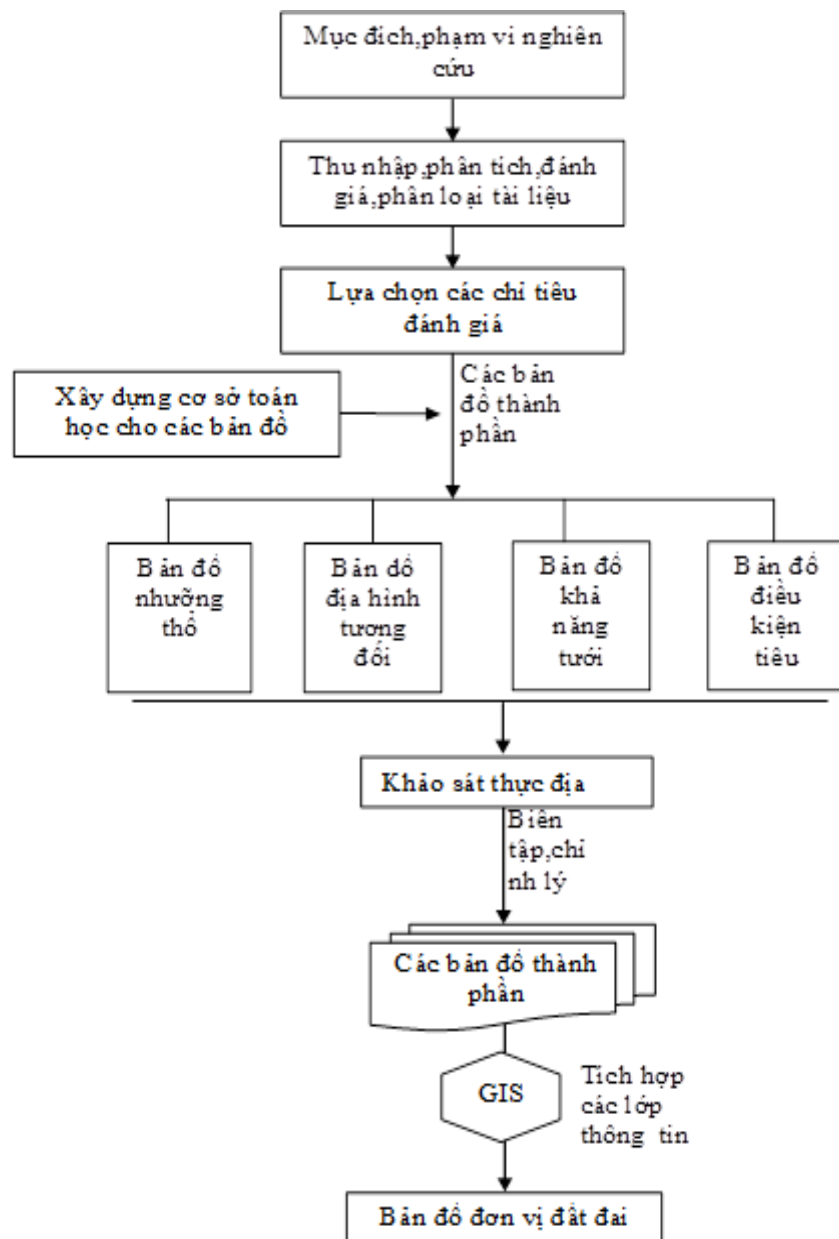 Mục đích,phạm vi nghiên
cứu
Thu nhập,phân tích,đánh
giá,phân loại tài liệu
Lựa chọn các chỉ tiêu
đánh giá
Xây dựng cơ sở toán
học cho các bản đồ
Các bản
đồ thành
phần
Bản đồ
nhưỡng
thổ
Bản dồ
địa hình
tương
đối
Bản đồ
khả
năng
tưới
Bản đồ
điều
kiện
tiêu
Khảo sát thực địa
Biên
tập,chỉ
nh lý
Các bản đồ thành
phần
GIS
Tích hợp
các lớp
thông tin
Bản đồ đơn vị đất đai